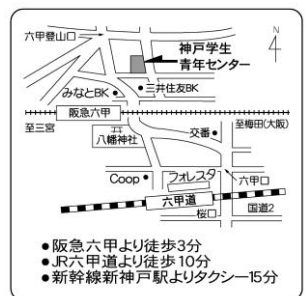 六甲登山口
神戸学生
青年センター
N
みなとBK
三井住友BK
阪急六甲
至三宮
至梅田(大阪)
八幡神社
交番
Coop
フォレスタ
六甲口
六甲道
桜口
国道2
●阪急六甲より徒歩3分
●JR六甲道より徒歩10分
●新幹線新神戸駅よりタクシー15分